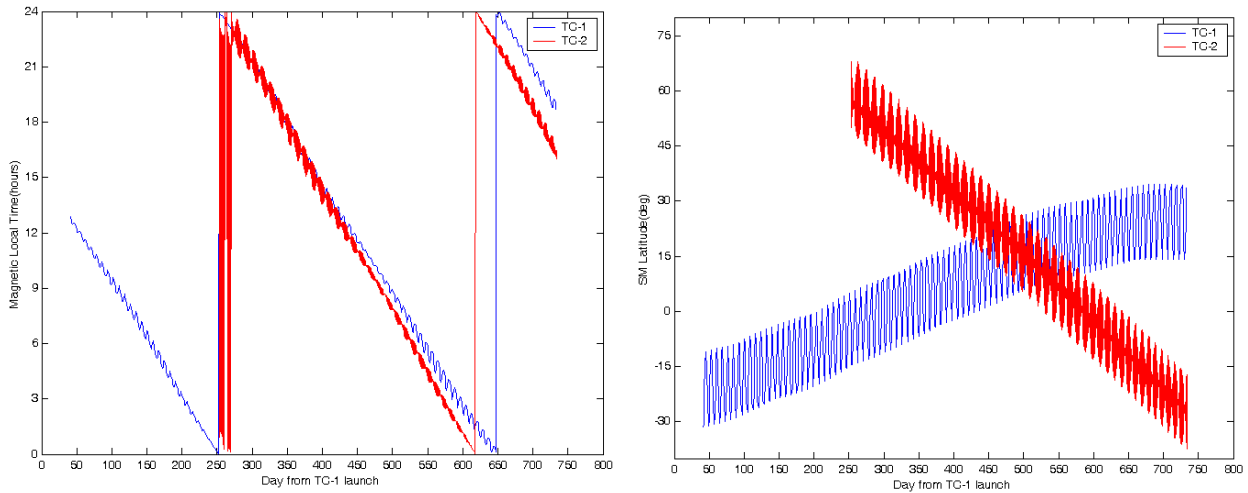 24
21
18
15
12
9
6
3
0
Magnetic Local Time(hours)
TC-1
TC-2
0 50 100 150 200 250 300 350 400 450 500 550 600 650 700 750 800
Day from TC-1 launch
75
60
45
30
15
0
-15
-30
SM Latitude(deg)
TC-1
TC-2
0 50 100 150 200 250 300 350 400 450 500 550 600 650 700 750 800
Day from TC-1 launch